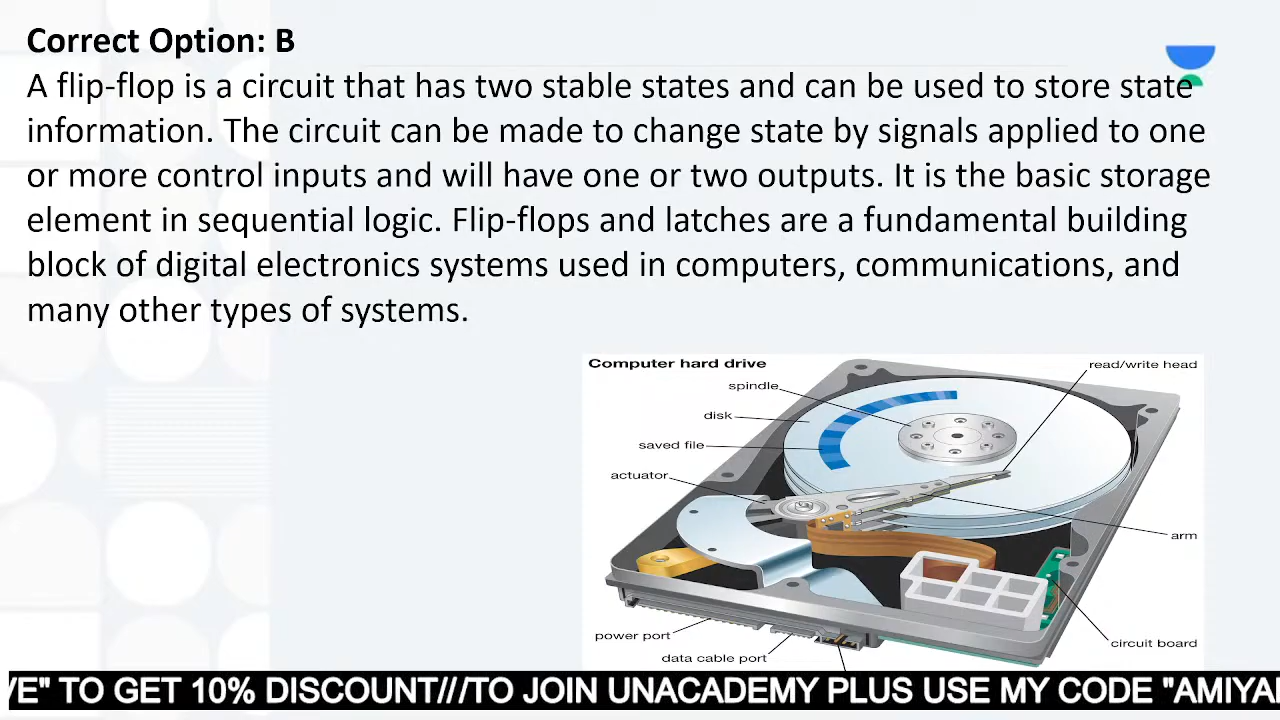 Correct Option: B
A flip-flop is a circuit that has two stable states and can be used to store state
information. The circuit can be made to change state by signals applied to one
or more control inputs and will have one or two outputs. It is the basic storage
element in sequential logic. Flip-flops and latches are a fundamental building
block of digital electronics systems used in computers, communications, and
many other types of systems.
Computer hard drive
read/write head
spindle
disk
saved file
actuator
arm
power port
circuit board
data cable port
VE" TO GET 10% DISCOUNT///TO JOIN UNACADEMY PLUS USE MY CODE "AMIYA